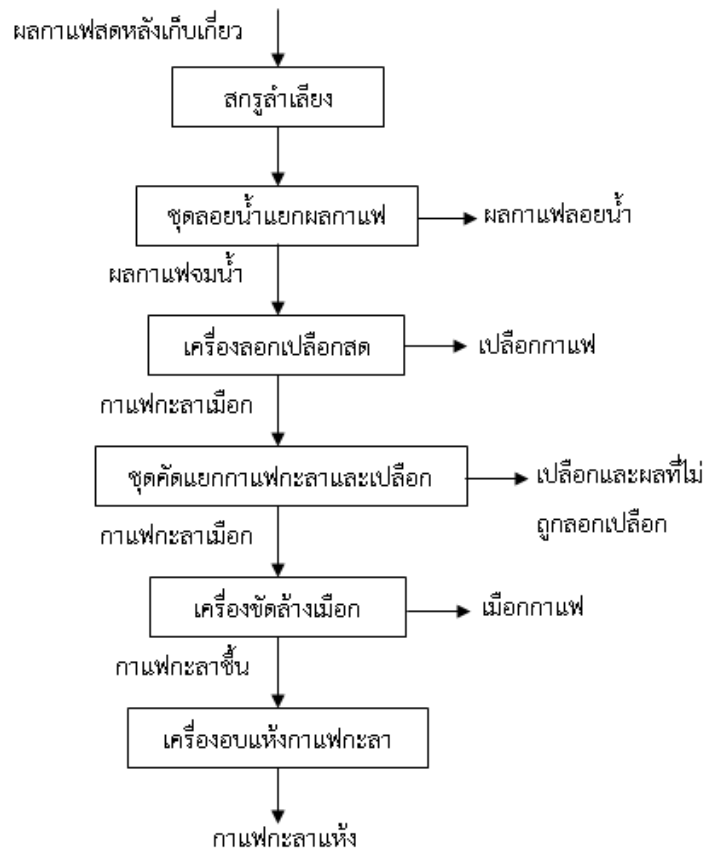 ผลกาแฟสดหลังเก็บเกี่ยว
สกรูลำเลียง
ชุดลอยน้ำแยกผลกาแฟ
ผลกาแฟลอยน้ำ
ผลกาแฟจมน้ำ
เครื่องลอกเปลือกสด
เปลือกกาแฟ
กาแฟกะลาเมือก
ชุดคัดแยกกาแฟกะลาและเปลือก
เปลือกและผลที่ไม่
ถูกลอกเปลือก
กาแฟกะลาเมือก
เครื่องขัดล้างเมือก
เมือกกาแฟ
กาแฟกะลาชื้น
เครื่องอบแห้งกาแฟกะลา
กาแฟกะลาแห้ง